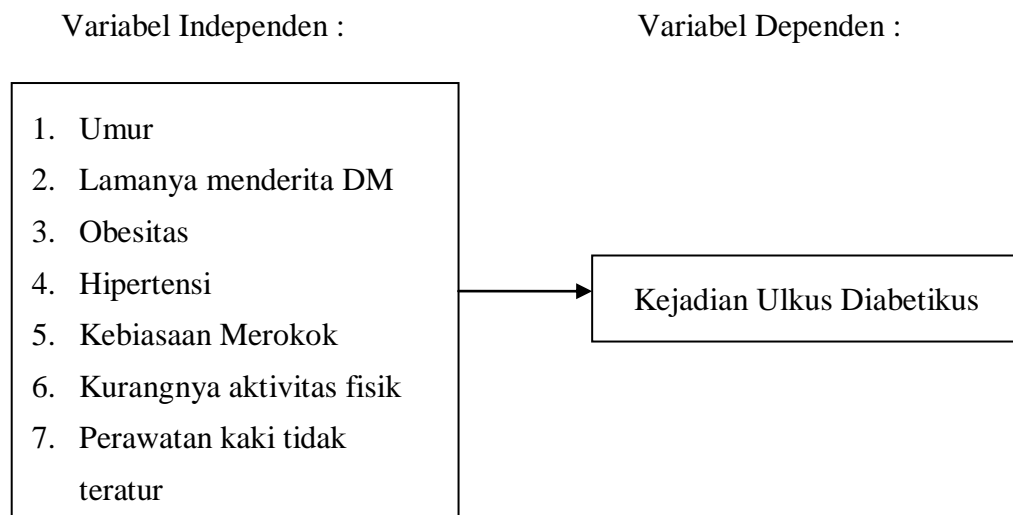 Variabel Independen :
Variabel Dependen :
1. Umur
2. Lamanya menderita DM
3. Obesitas
4. Hipertensi
5. Kebiasaan Merokok
6. Kurangnya aktivitas fisik
7. Perawatan kaki tidak
teratur
Kejadian Ulkus Diabetikus